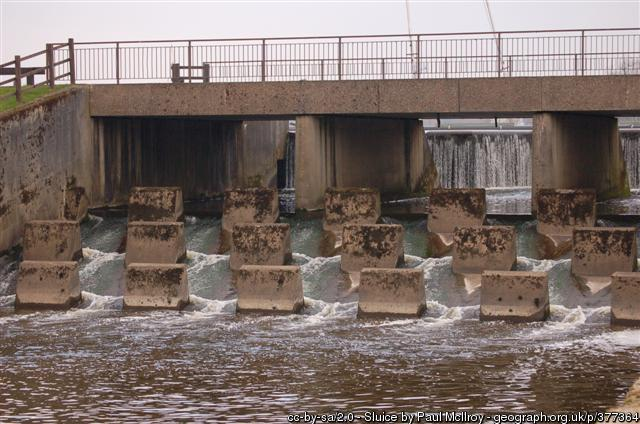 cc-by-sa/2.0 - Sluice by Paul McIlroy - geograph.org.uk/p/377364